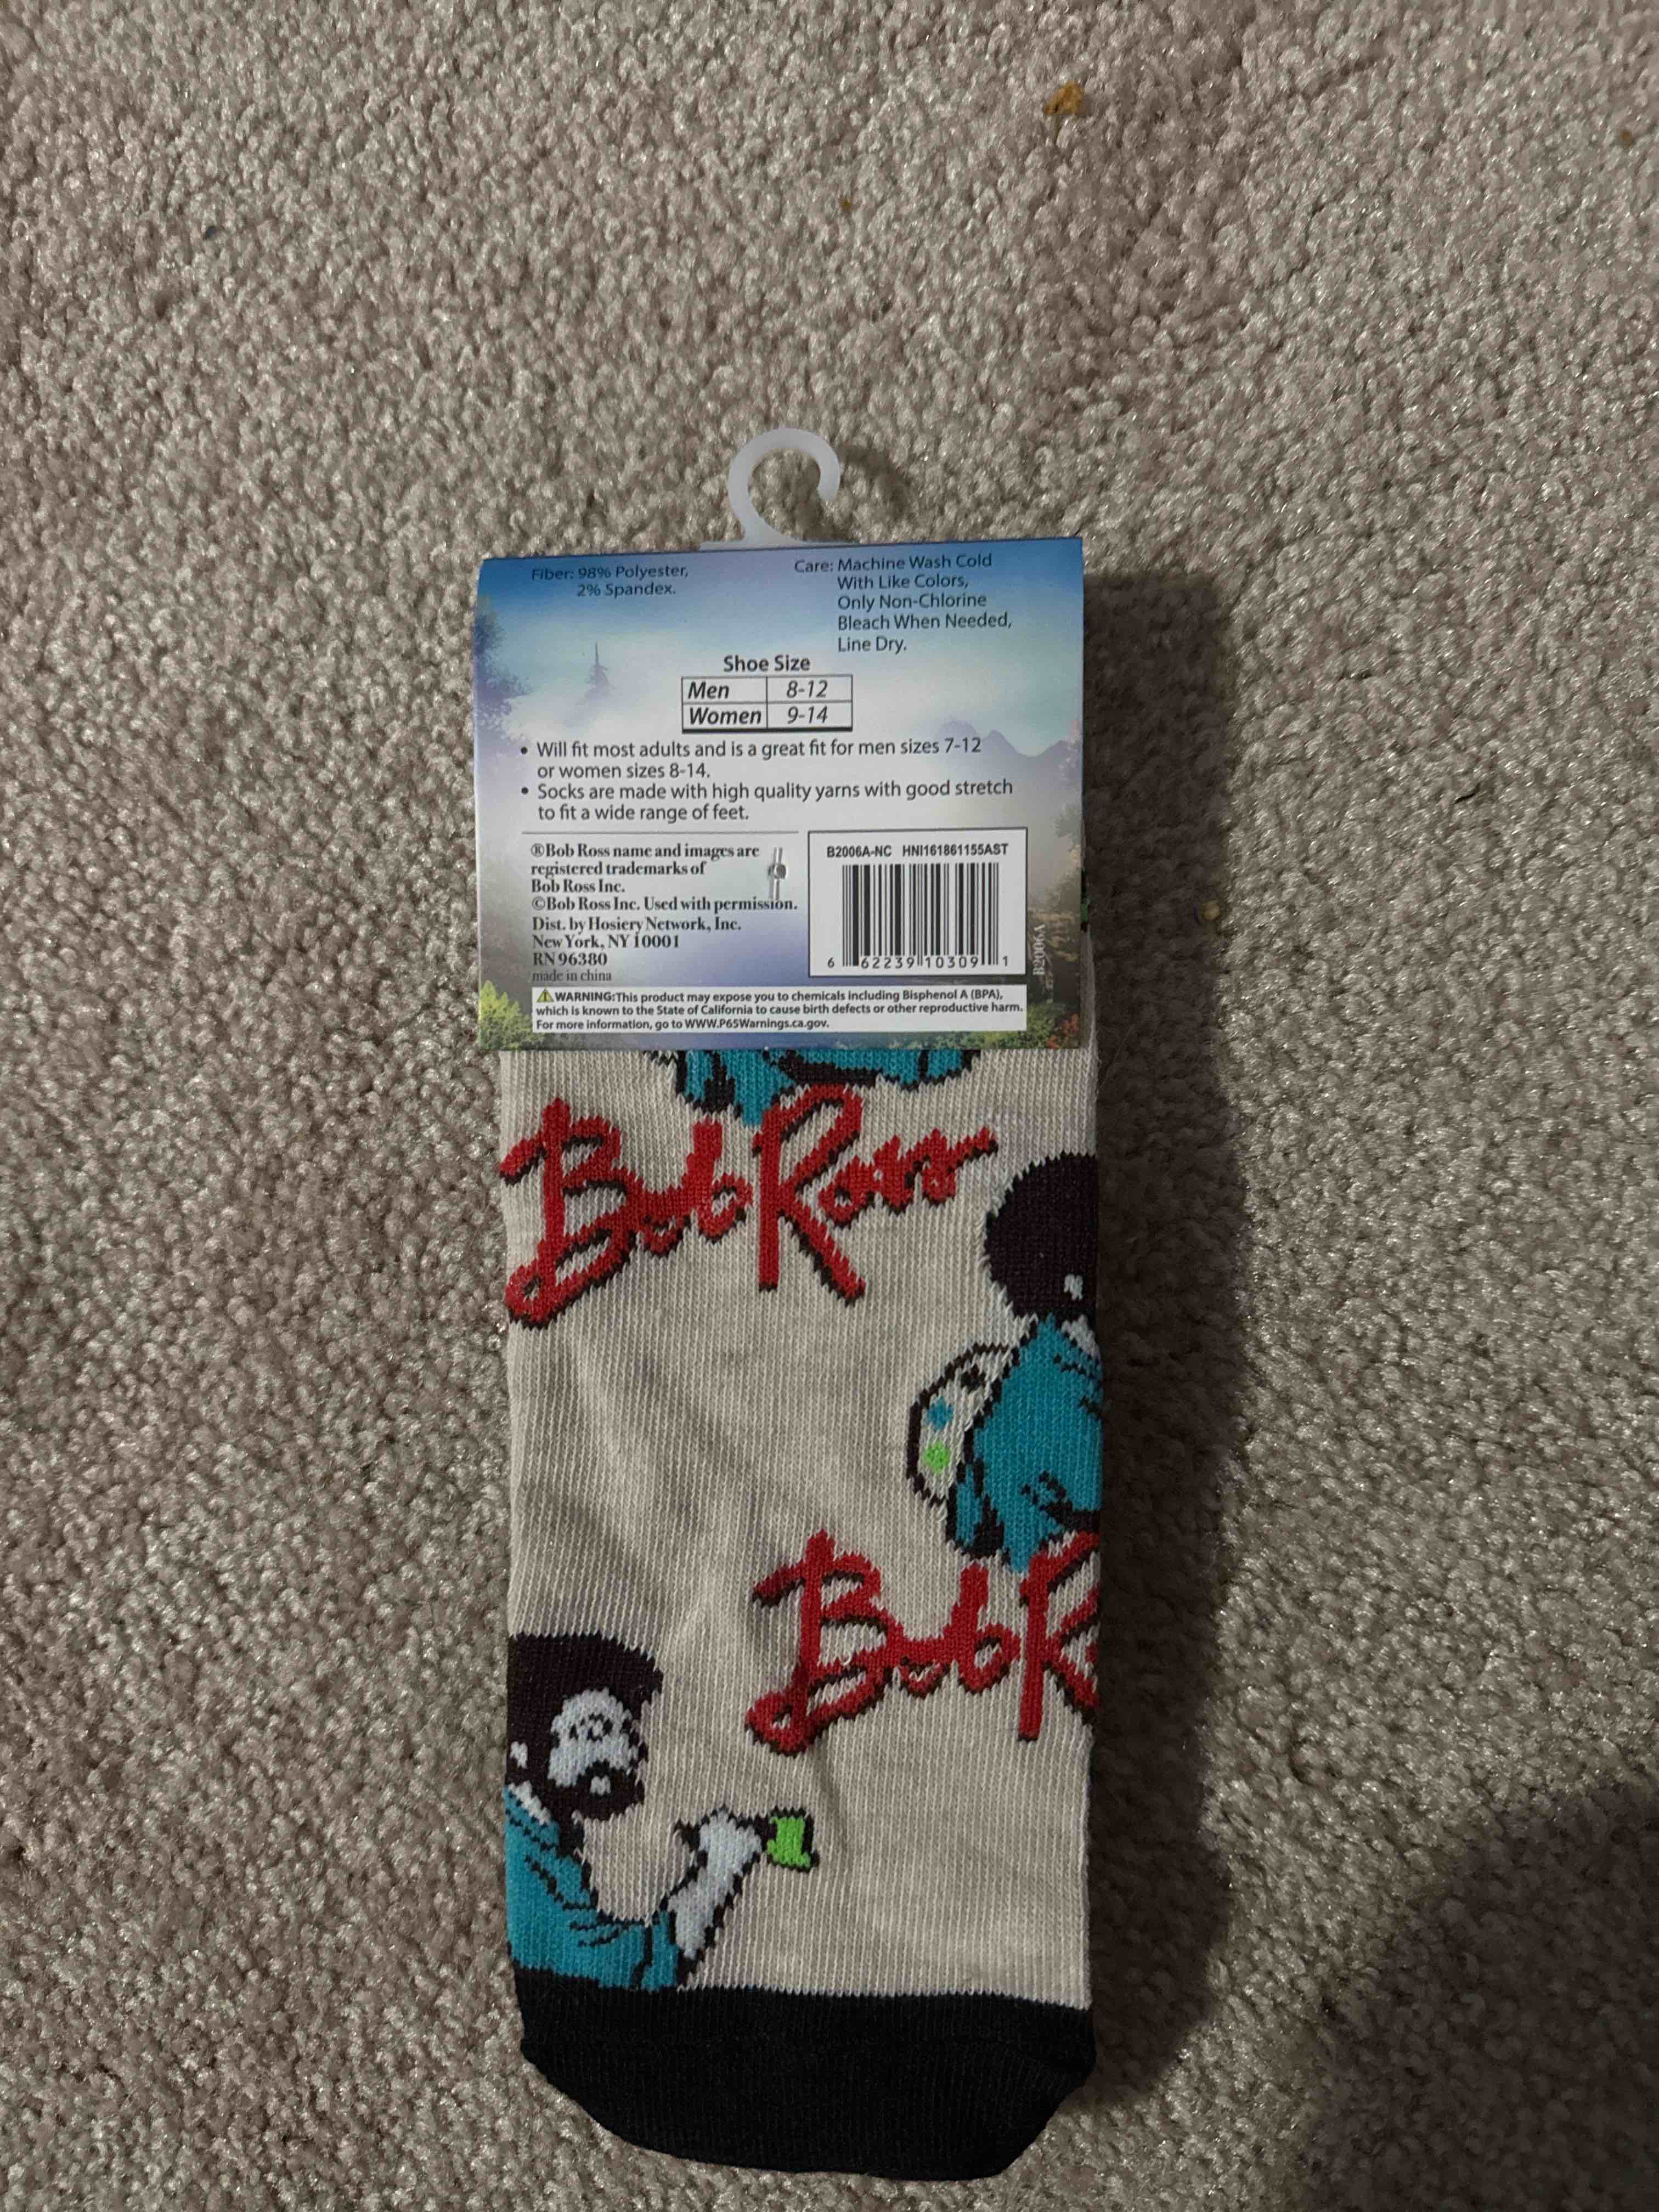 Fiber: 98% Polyester,
2% Spandex.
Care: Machine Wash Cold
With Like Colors,
Only Non-Chlorine
Bleach When Needed,
Line Dry.
Shoe Size
Men 8-12
Women 9-14
• Will fit most adults and is a great fit for men sizes 7-12
or women sizes 8-14.
• Socks are made with high quality yarns with good stretch
to fit a wide range of feet.
®Bob Ross name and images are
registered trademarks of
Bob Ross Inc.
©Bob Ross Inc. Used with permission.
Dist. by Hosiery Network, Inc.
New York, NY 10001
RN 96380
made in china
B2006A-NC HNI161861155AST
6 62239 10309 1
B2006A
⚠WARNING:This product may expose you to chemicals including Bisphenol A (BPA),
which is known to the State of California to cause birth defects or other reproductive harm.
For more information, go to WWW.P65Warnings.ca.gov.
Bob Ross
Bob R